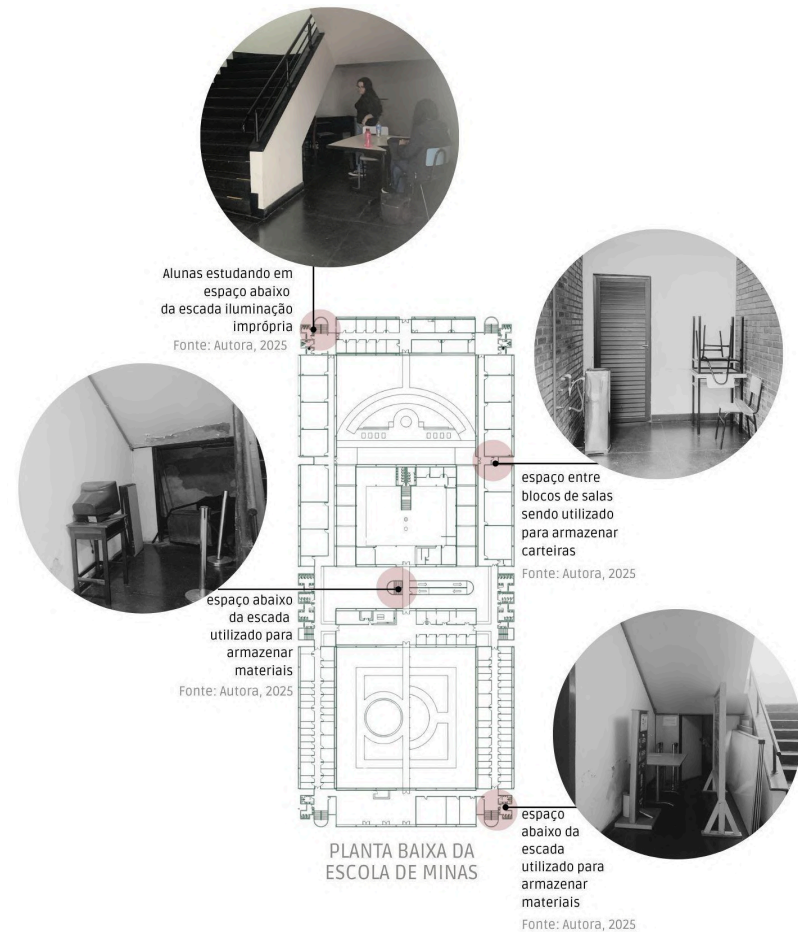 Alunas estudando em
espaço abaixo
da escada iluminação
imprópria
Fonte: Autora, 2025
espaço entre
blocos de salas
sendo utilizado
para armazenar
carteiras
Fonte: Autora, 2025
espaço abaixo
da escada
utilizado para
armazenar
materiais
Fonte: Autora, 2025
espaço
abaixo da
escada
utilizado para
armazenar
materiais
Fonte: Autora, 2025
PLANTA BAIXA DA
ESCOLA DE MINAS